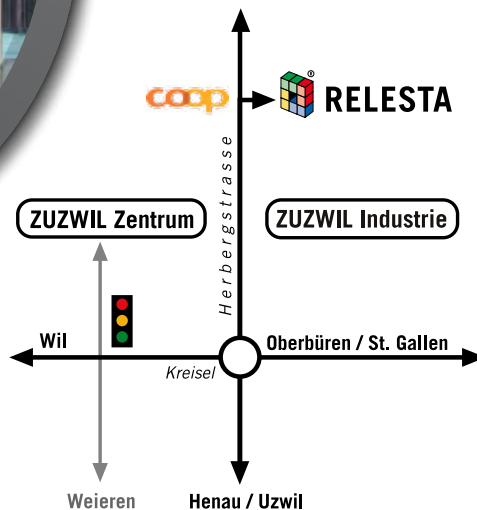 coop
® RELESTA
Herbergstrasse
ZUZWIL Zentrum
ZUZWIL Industrie
Wil
Oberbüren / St. Gallen
Kreisel
Weieren
Henau / Uzwil